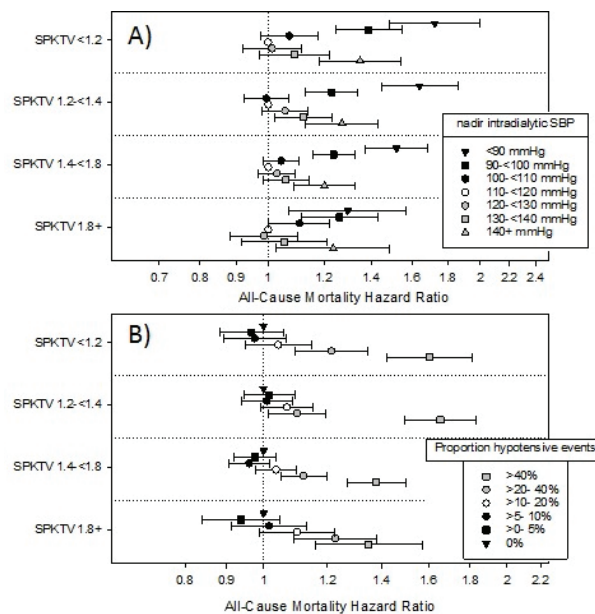 A)
SPKTV <1.2
SPKTV 1.2-<1.4
SPKTV 1.4-<1.8
SPKTV 1.8+
nadir intradialytic SBP
<90 mmHg
90-<100 mmHg
100-<110 mmHg
110-<120 mmHg
120-<130 mmHg
130-<140 mmHg
140+ mmHg
0.7 0.8 0.9 1 1.2 1.4 1.6 1.8 2 2.2 2.4
All-Cause Mortality Hazard Ratio
B)
SPKTV <1.2
SPKTV 1.2-<1.4
SPKTV 1.4-<1.8
SPKTV 1.8+
Proportion hypotensive events
>40%
>20- 40%
>10- 20%
>5- 10%
>0- 5%
0%
0.8 0.9 1 1.2 1.4 1.6 1.8 2 2.2
All-Cause Mortality Hazard Ratio